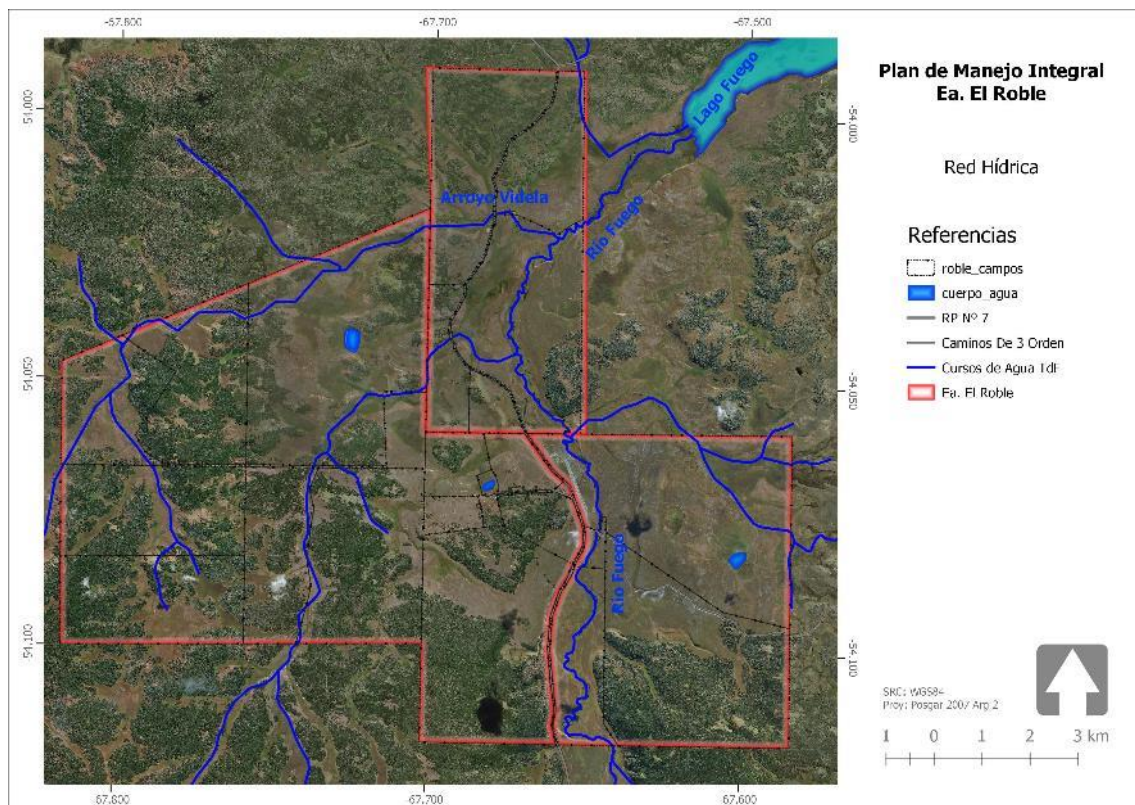 -67.800
-67.700
-67.600
54.000
54.050
54.100
Lago Fuego
Arroyo Videla
Río Fuego
Río Fuego
-54.000
-54.050
-54.100
-67.800
-67.700
-67.600
Plan de Manejo Integral
Ea. El Roble
Red Hídrica
Referencias
roble_campos
cuerpo_agua
RP Nº 7
Caminos De 3 Orden
Cursos de Agua TdF
Ea. El Roble
SRC: WGS84
Proy: Posgar 2007 Arg 2
1 0 1 2 3 km